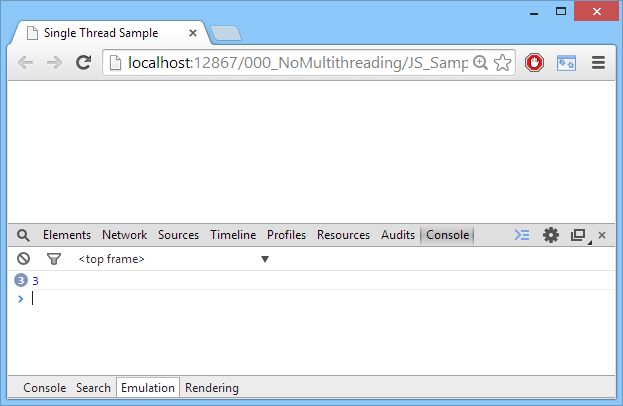 Single Thread Sample
localhost:12867/000_NoMultithreading/JS_Samp
Elements Network Sources Timeline Profiles Resources Audits Console
<top frame>
3 3
Console Search Emulation Rendering